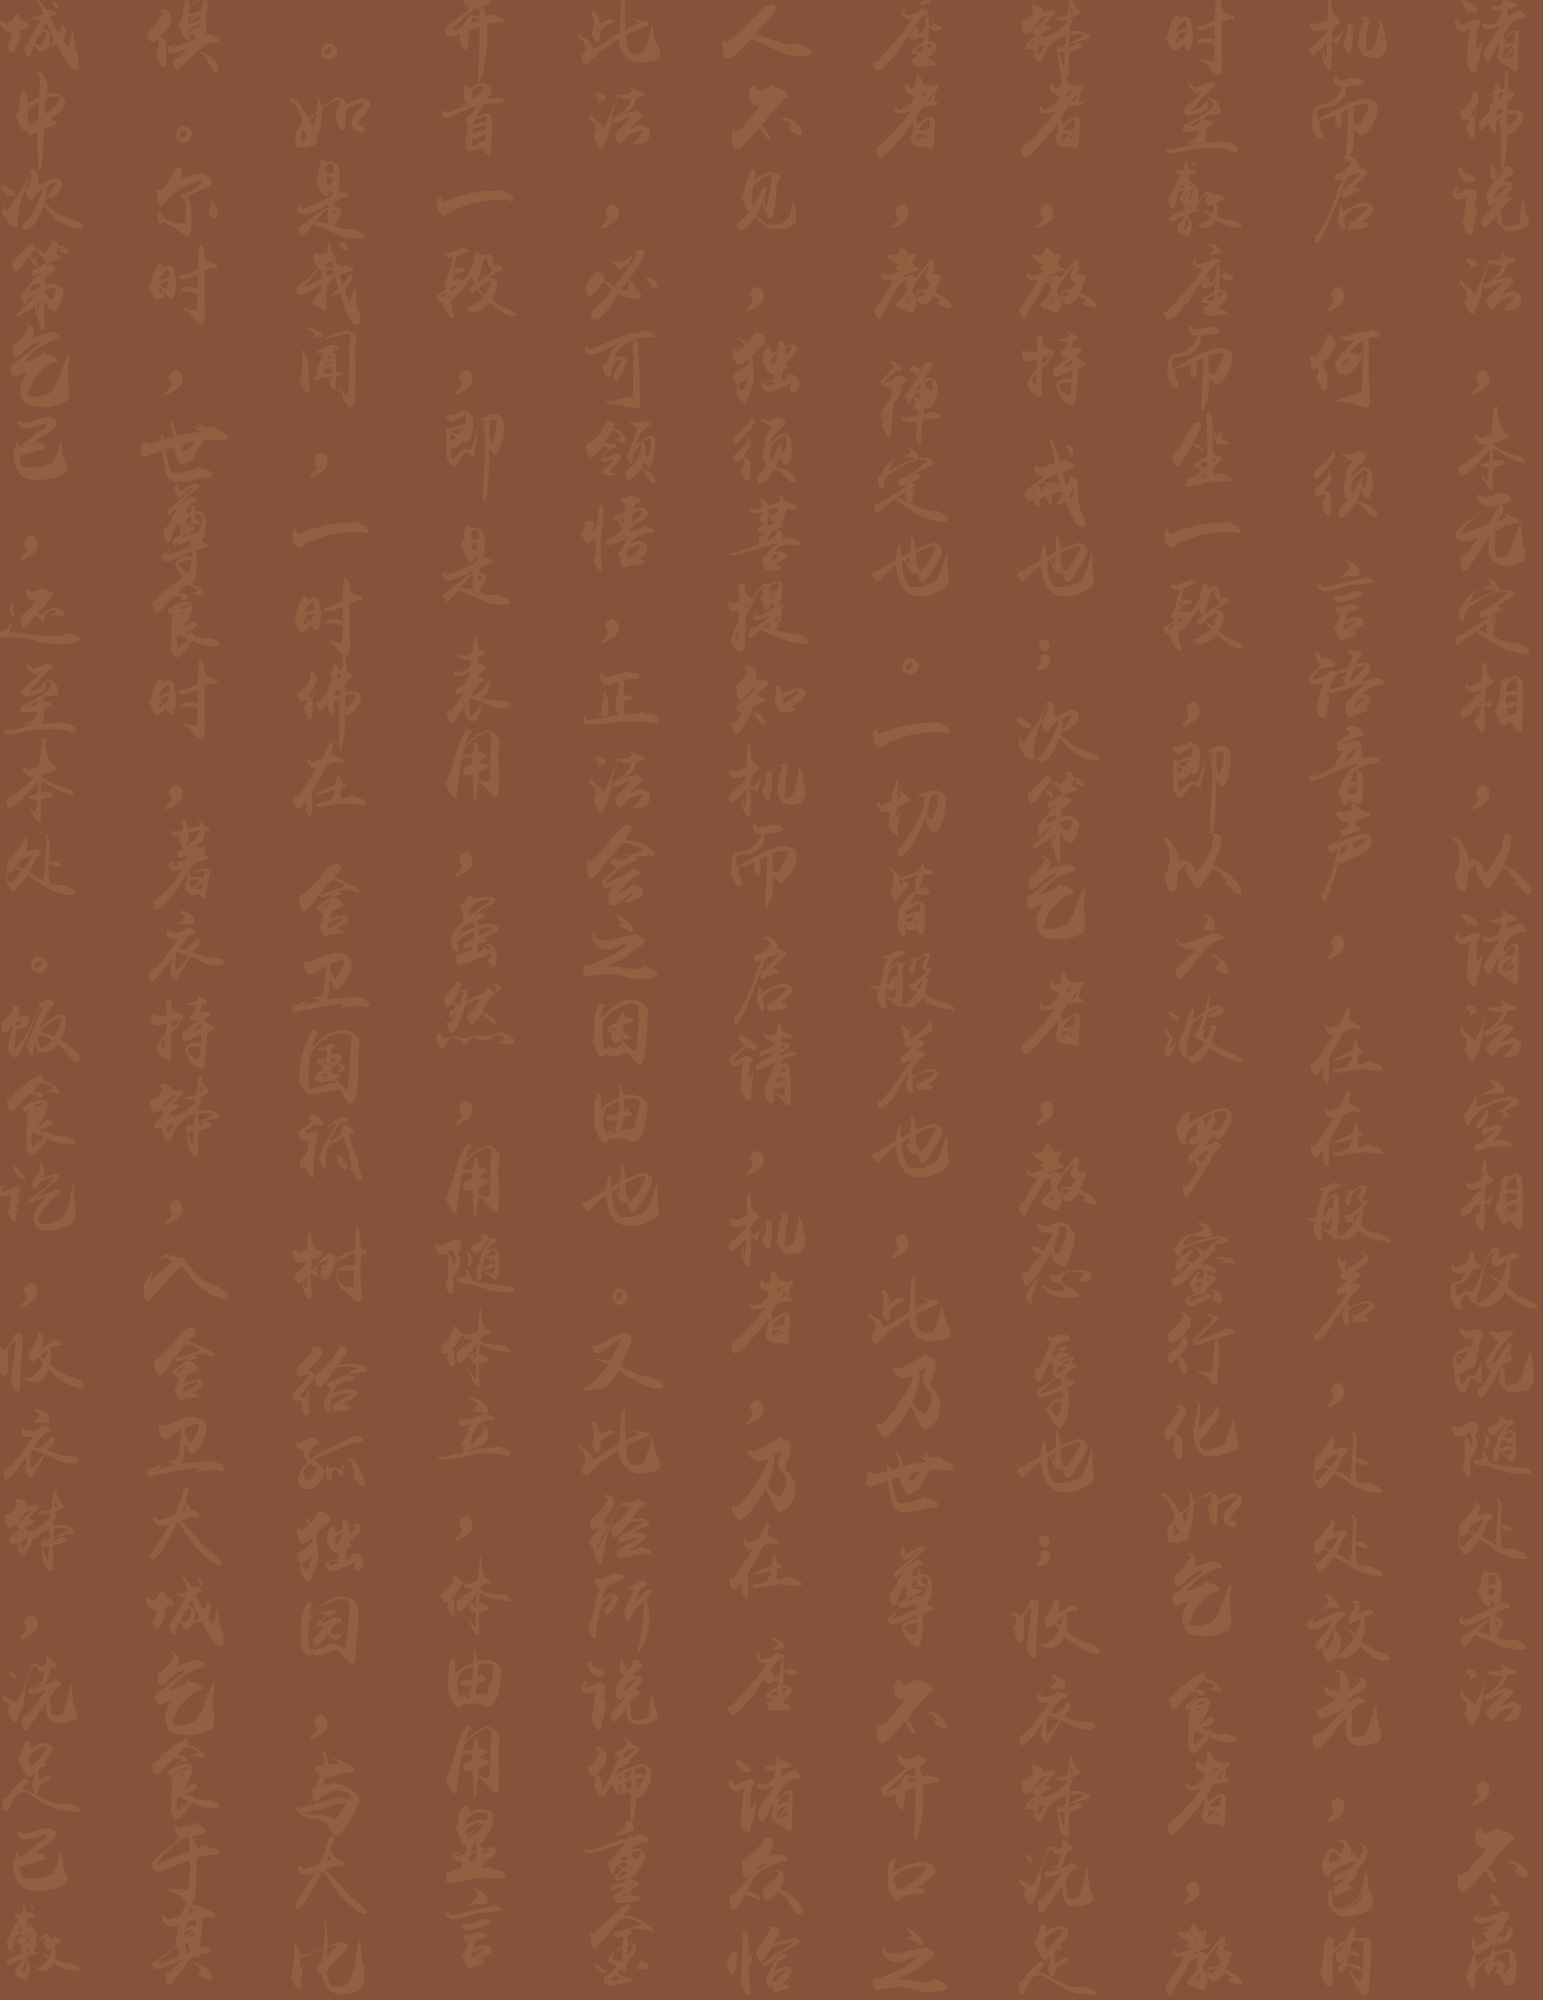 诸佛说法，本无定相，以诸法空相故既随处是法，不离
机而启，何须言語音声，在在般若，处处放光，岂肉
时至敷座而坐一段，即以六波罗蜜行化如乞食者，教
钵者，教持戒也；次第乞者，教忍辱也；收衣钵洗足
座者，教禅定也。一切皆般若也，此乃世尊不开口之
人不见，独须菩提知机而启请，机者，乃在座诸众恰
此法，必可领悟，正法会之因由也。又此经所说偏重金
开首一段，即是表用，虽然，用随体立，体由用显言
。如是我闻，一时佛在舍卫国祇树给孤独园，与大比
俱。尔时，世尊食时，著衣持钵，入舍卫大城乞食于其
城中次第乞已，还至本处。饭食讫，收衣钵，洗足已敷